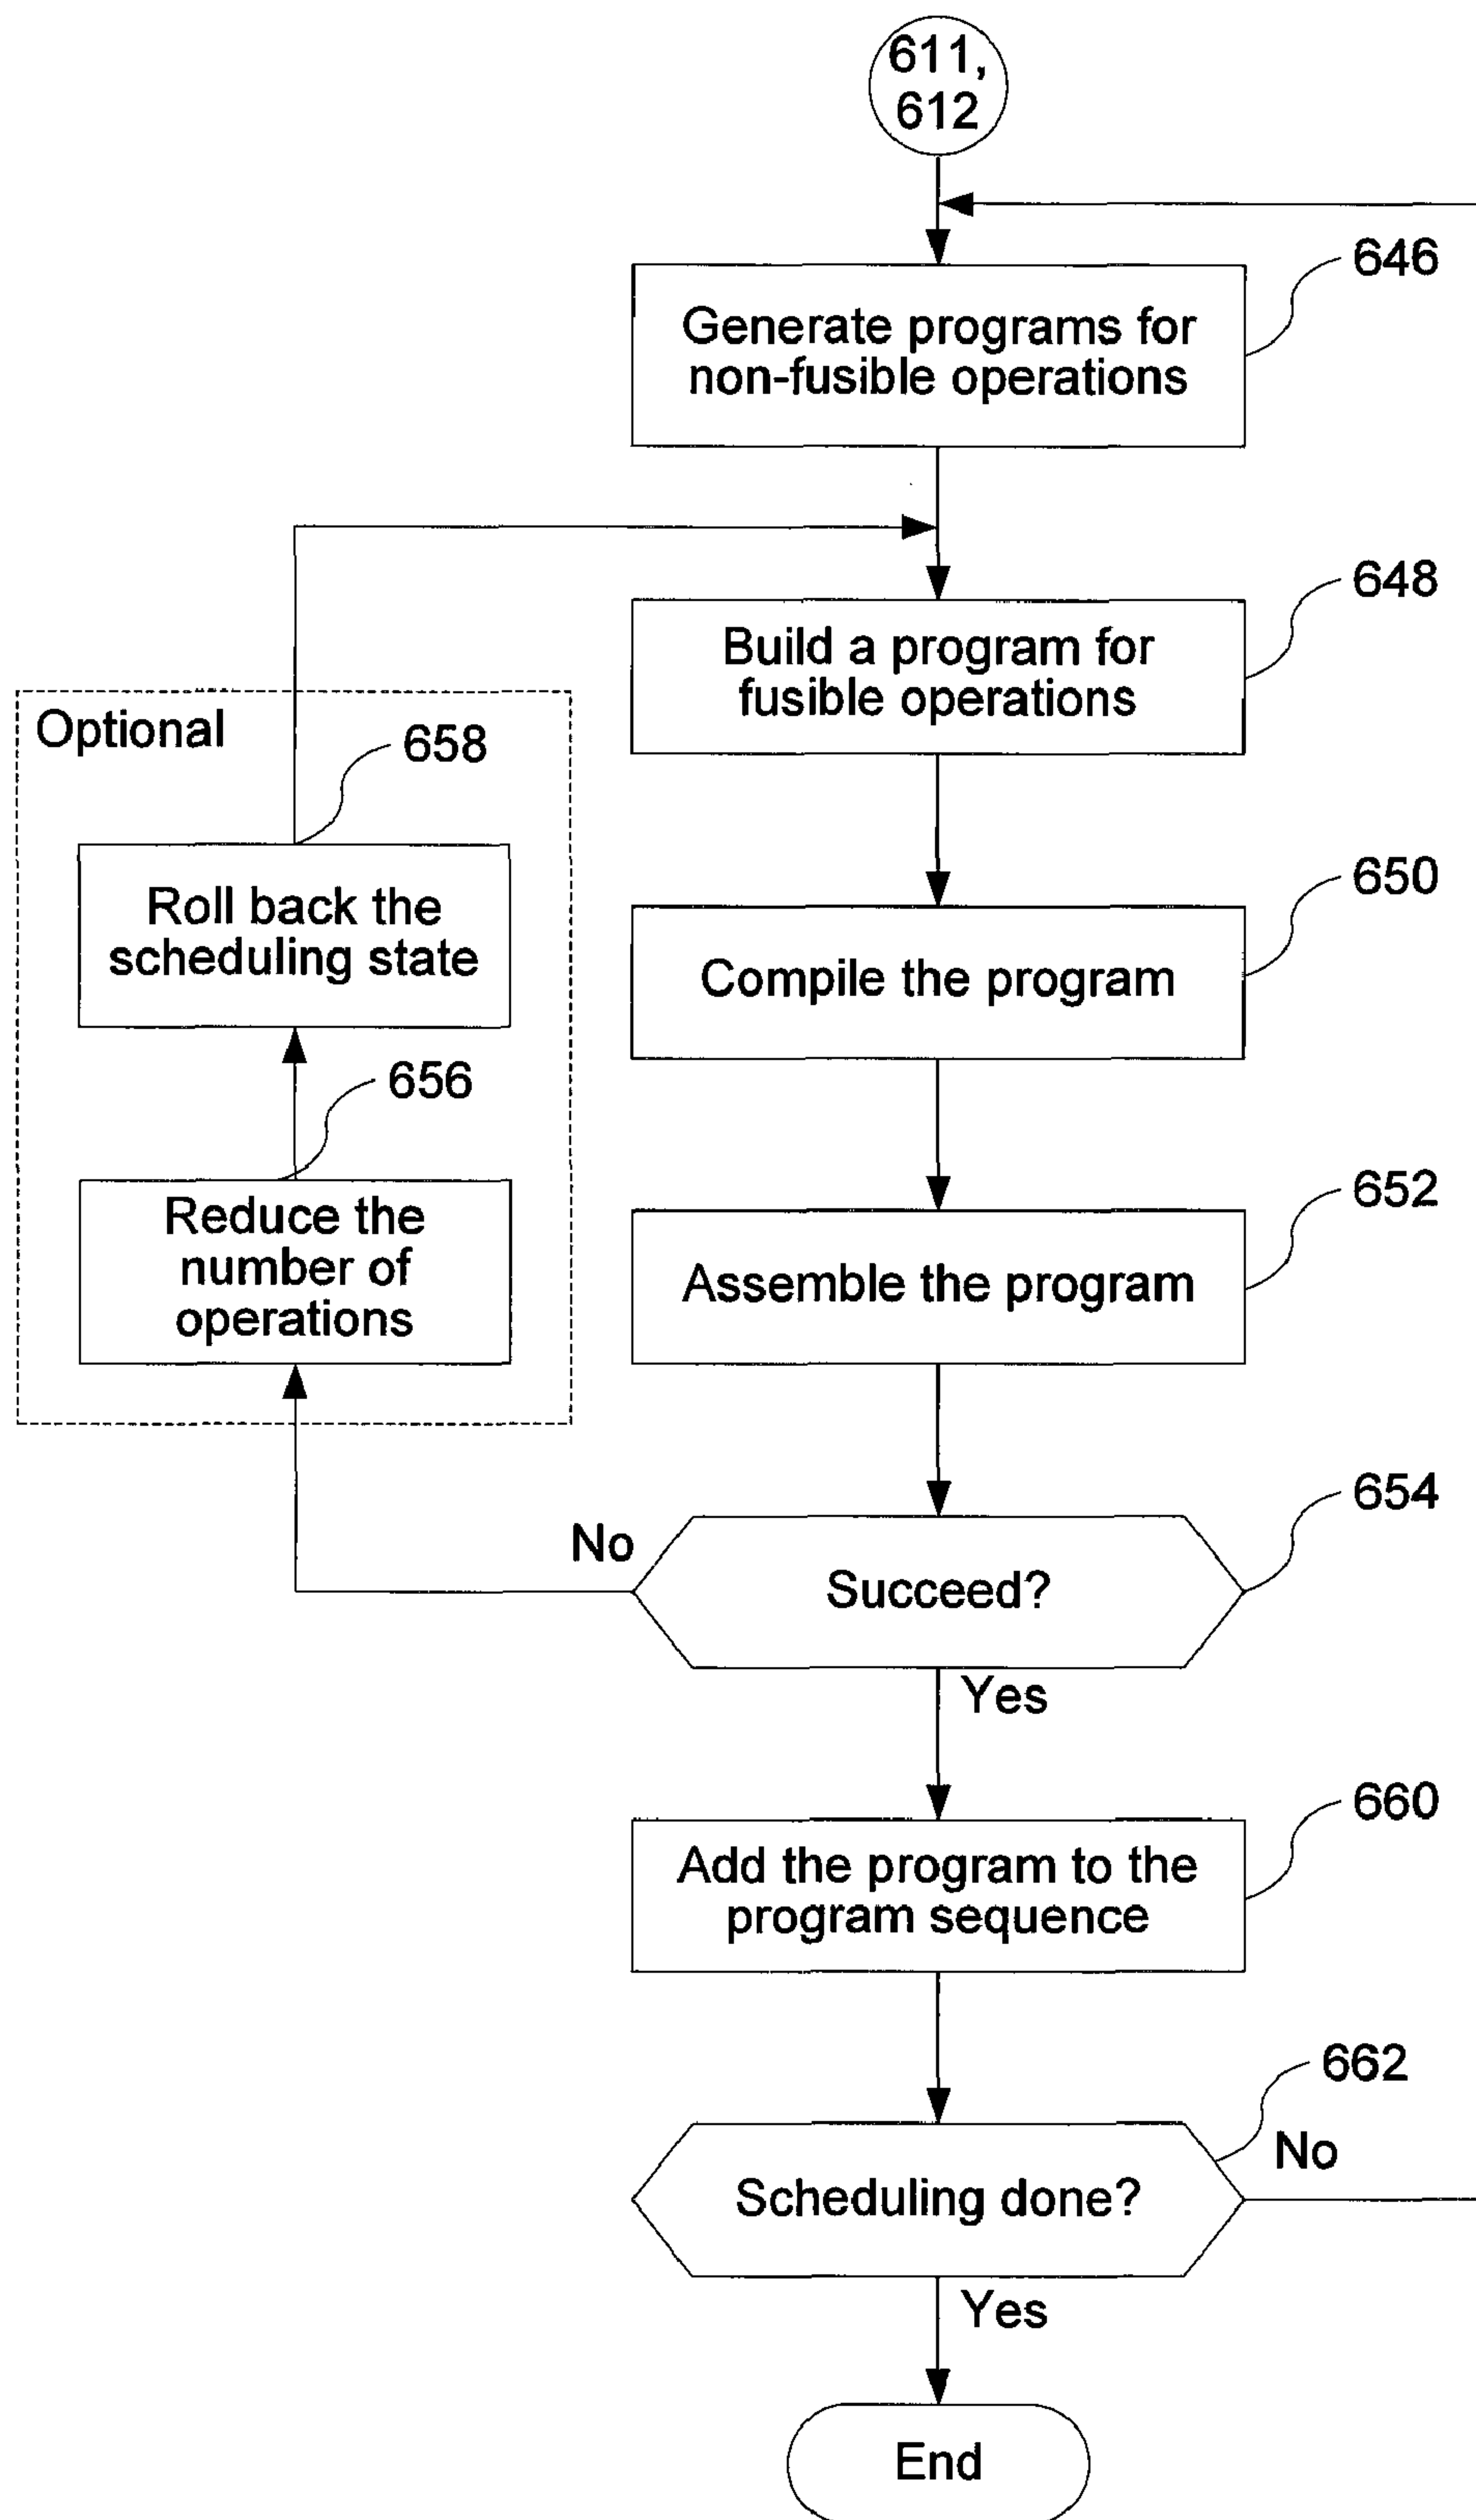 611,
612
646
Generate programs for
non-fusible operations
648
Build a program for
fusible operations
Optional
658
Roll back the
scheduling state
650
Compile the program
656
Reduce the
number of
operations
652
Assemble the program
654
No
Succeed?
Yes
660
Add the program to the
program sequence
662
No
Scheduling done?
Yes
End